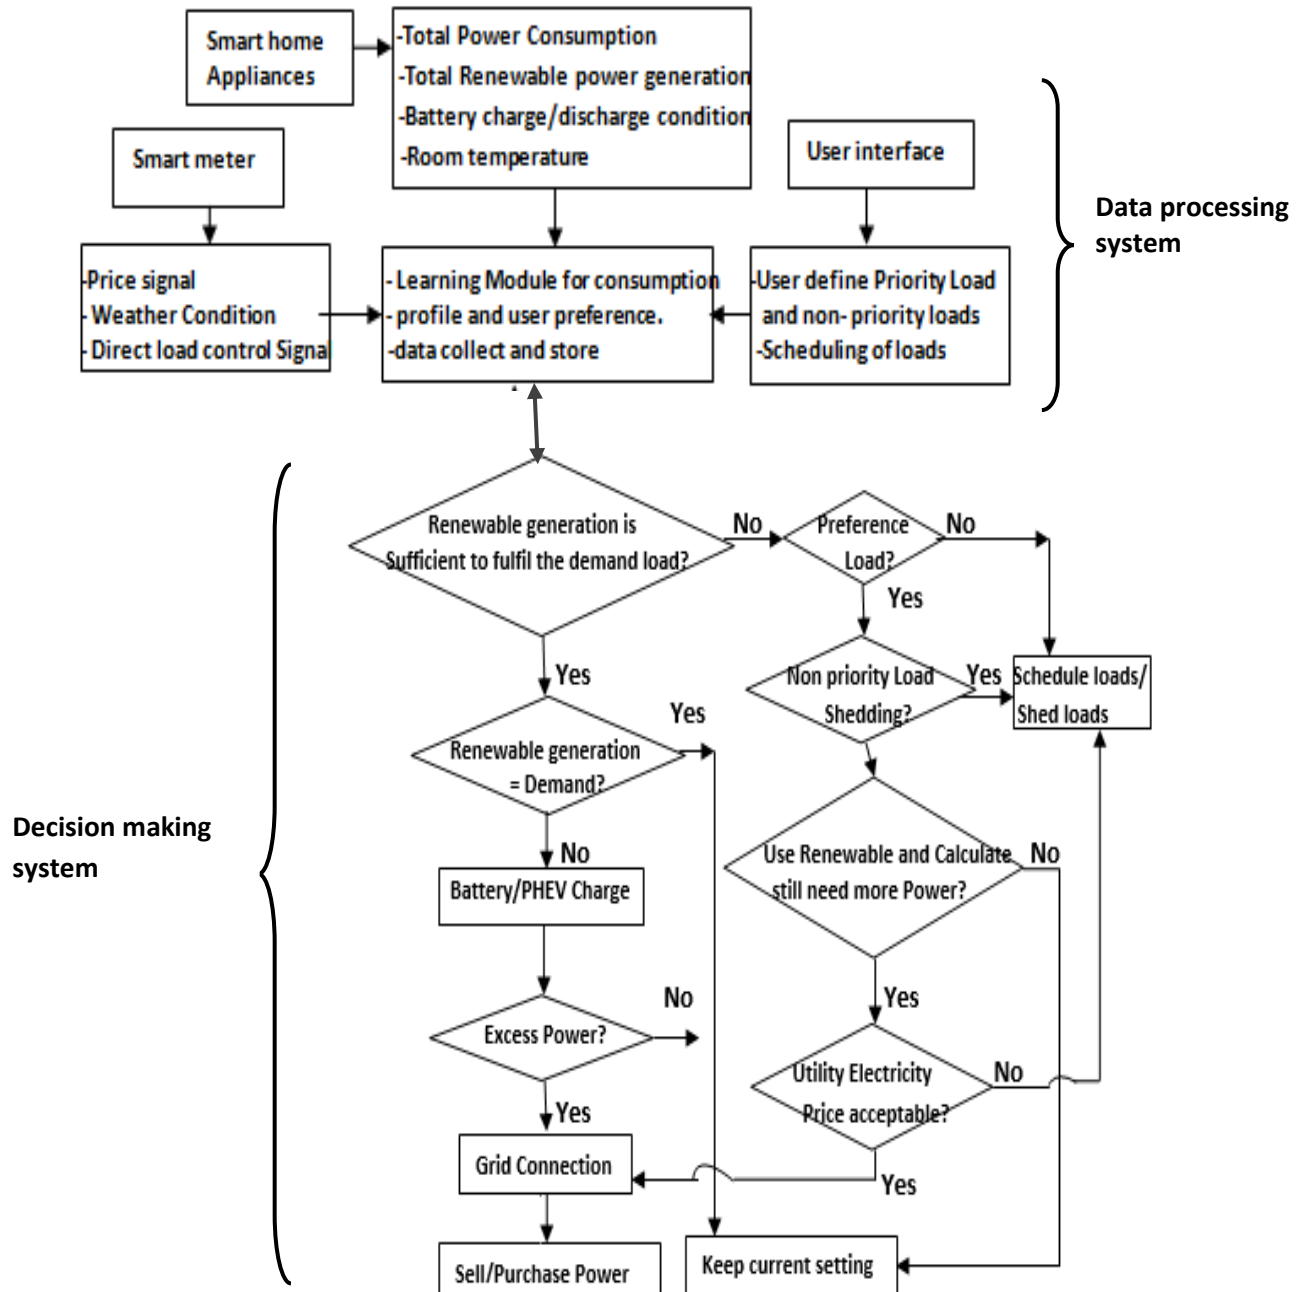 Smart home
Appliances
-Total Power Consumption
-Total Renewable power generation
-Battery charge/discharge condition
-Room temperature
Smart meter
User interface
Data processing
system
-Price signal
- Weather Condition
- Direct load control Signal
- Learning Module for consumption
- profile and user preference.
-data collect and store
-User define Priority Load
and non- priority loads
-Scheduling of loads
Renewable generation is
Sufficient to fulfil the demand load?
No
Preference
Load?
No
Yes
Yes
Non priority Load
Shedding?
Yes
Schedule loads/
Shed loads
Renewable generation
= Demand?
Yes
No
Decision making
system
Use Renewable and Calculate
still need more Power?
No
Battery/PHEV Charge
Yes
Excess Power?
No
Utility Electricity
Price acceptable?
No
Yes
Yes
Grid Connection
Sell/Purchase Power
Keep current setting